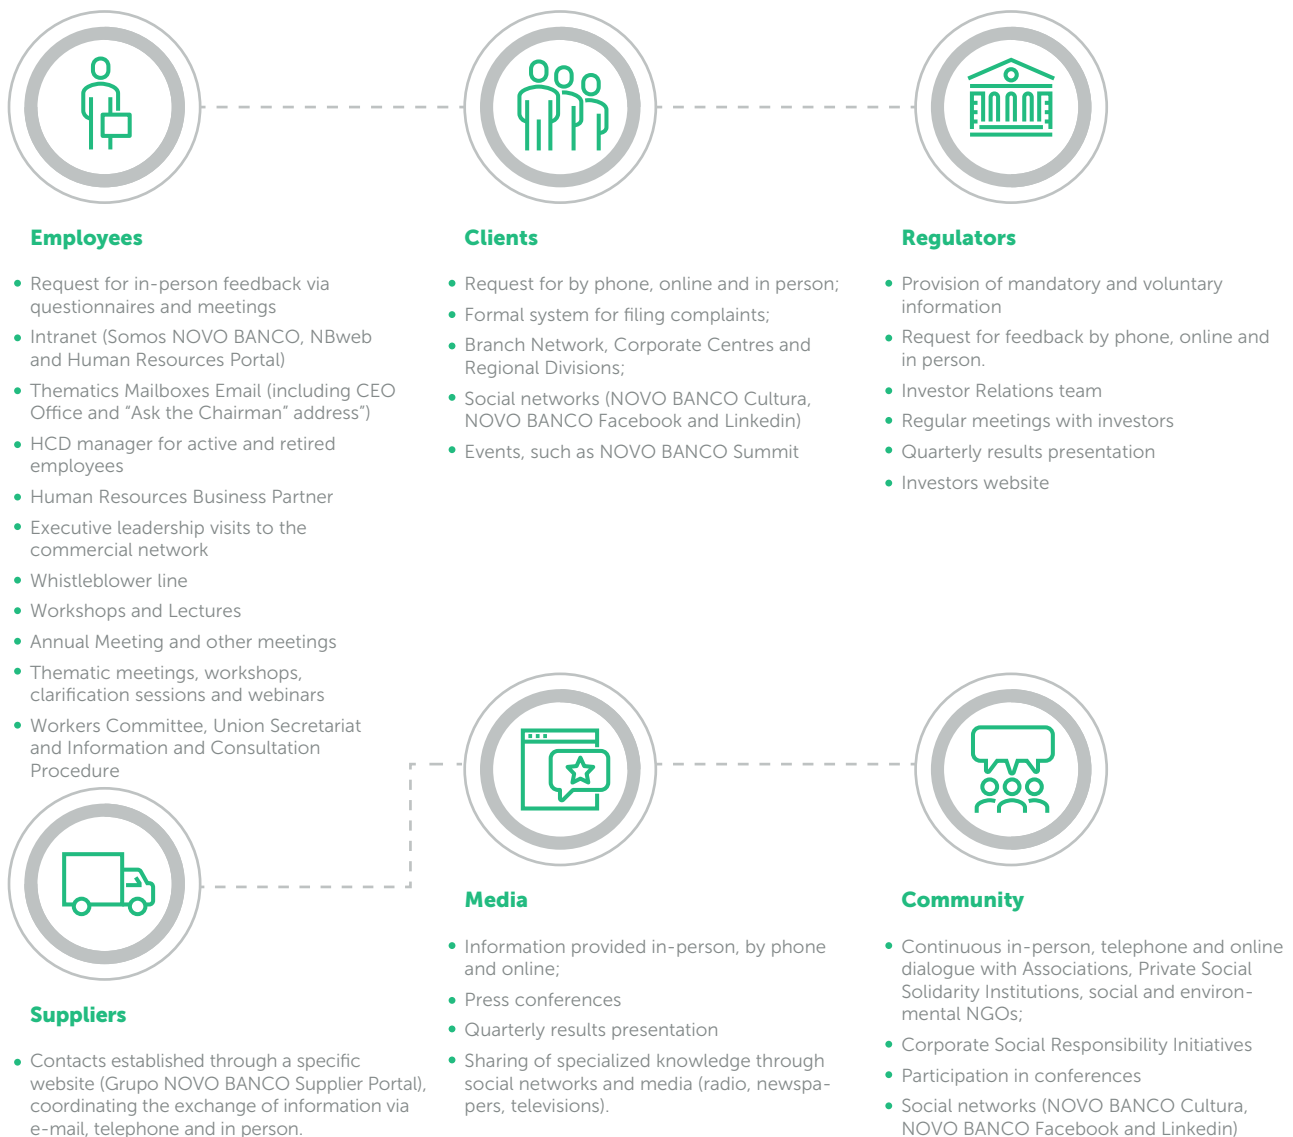 Employees
Request for in-person feedback via
questionnaires and meetings
Intranet (Somos NOVO BANCO, NBweb
and Human Resources Portal)
Thematics Mailboxes Email (including CEO
Office and "Ask the Chairman" address")
HCD manager for active and retired
employees
Human Resources Business Partner
Executive leadership visits to the
commercial network
Whistleblower line
Workshops and Lectures
Annual Meeting and other meetings
Thematic meetings, workshops,
clarification sessions and webinars
Workers Committee, Union Secretariat
and Information and Consultation
Procedure
Clients
Request for by phone, online and in person;
Formal system for filing complaints;
Branch Network, Corporate Centres and
Regional Divisions;
Social networks (NOVO BANCO Cultura,
NOVO BANCO Facebook and Linkedin)
Events, such as NOVO BANCO Summit
Regulators
Provision of mandatory and voluntary
information
Request for feedback by phone, online and
in person.
Investor Relations team
Regular meetings with investors
Quarterly results presentation
Investors website
Suppliers
Contacts established through a specific
website (Grupo NOVO BANCO Supplier Portal),
coordinating the exchange of information via
e-mail, telephone and in person.
Media
Information provided in-person, by phone
and online;
Press conferences
Quarterly results presentation
Sharing of specialized knowledge through
social networks and media (radio, newspa-
pers, televisions).
Community
Continuous in-person, telephone and online
dialogue with Associations, Private Social
Solidarity Institutions, social and environ-
mental NGOs;
Corporate Social Responsibility Initiatives
Participation in conferences
Social networks (NOVO BANCO Cultura,
NOVO BANCO Facebook and Linkedin)